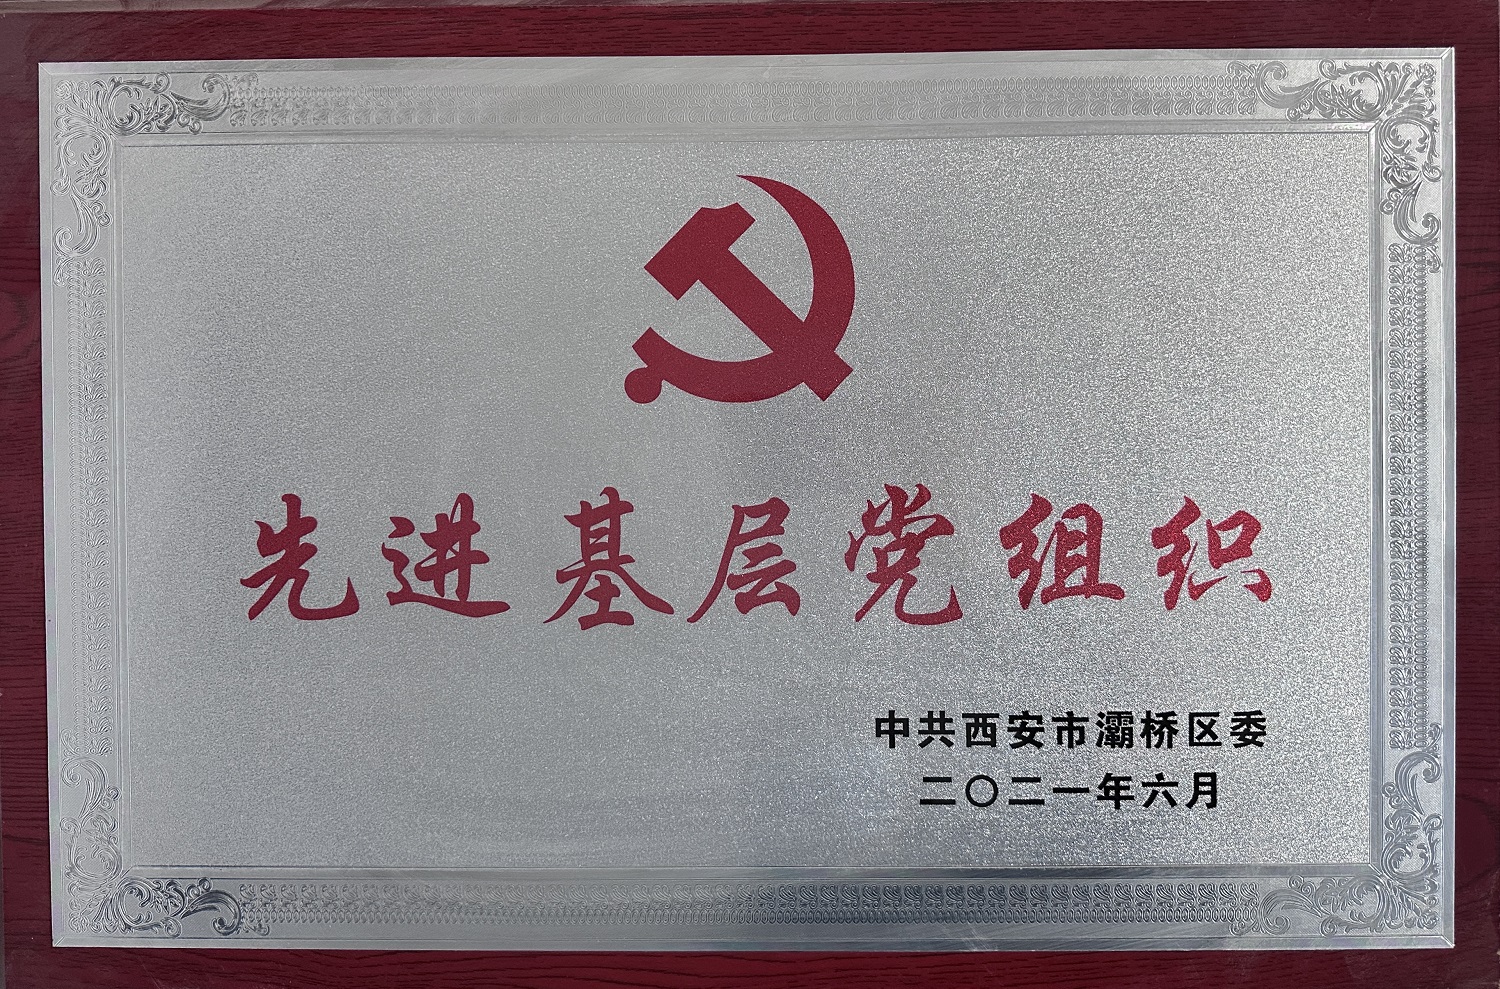 先进基层党组织
中共西安市灞桥区委
二〇二一年六月